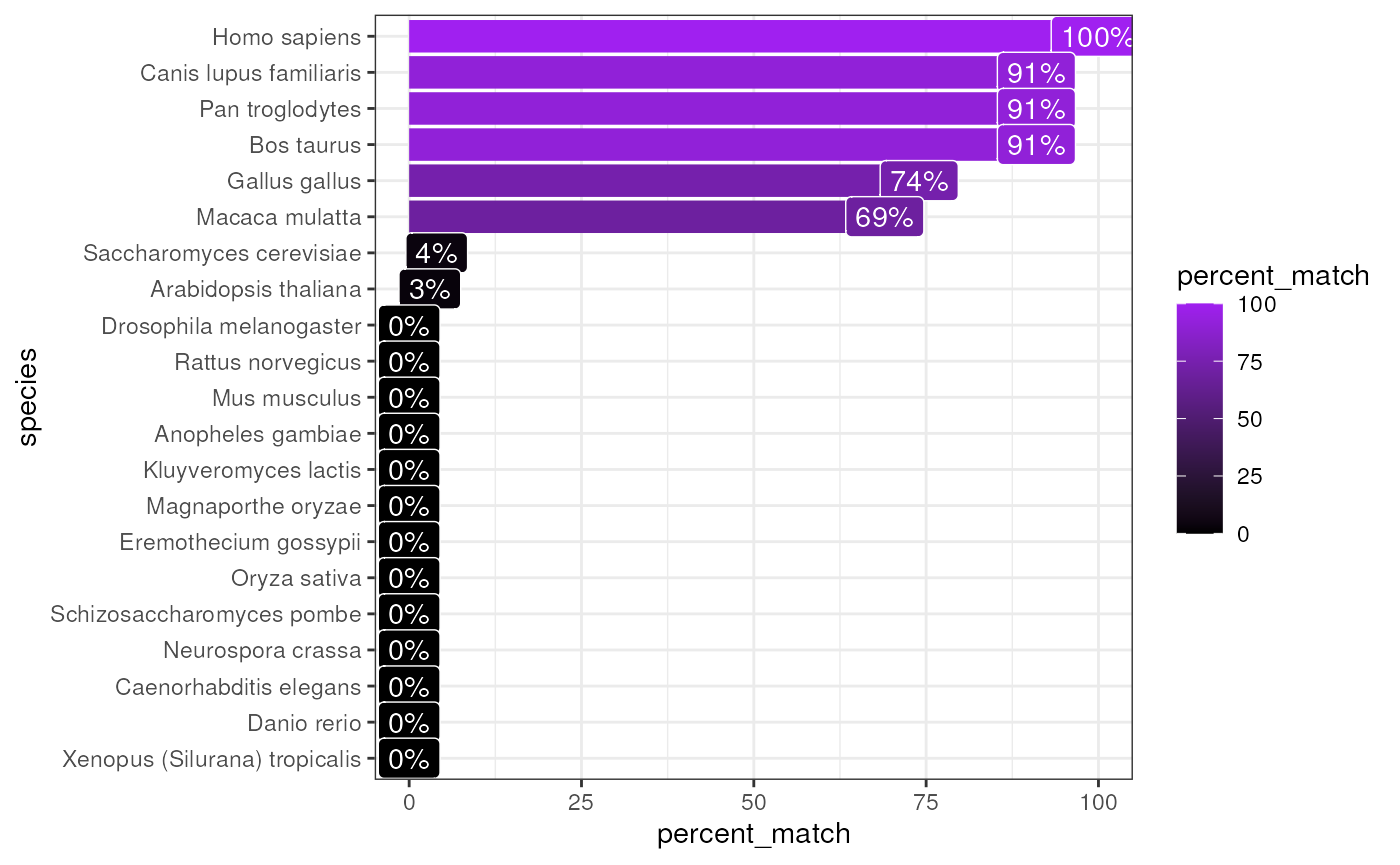 Homo sapiens 100%
Canis lupus familiaris 91%
Pan troglodytes 91%
Bos taurus 91%
Gallus gallus 74%
Macaca mulatta 69%
Saccharomyces cerevisiae 4%
Arabidopsis thaliana 3%
Drosophila melanogaster 0%
Rattus norvegicus 0%
Mus musculus 0%
Anopheles gambiae 0%
Kluyveromyces lactis 0%
Magnaporthe oryzae 0%
Eremothecium gossypii 0%
Oryza sativa 0%
Schizosaccharomyces pombe 0%
Neurospora crassa 0%
Caenorhabditis elegans 0%
Danio rerio 0%
Xenopus (Silurana) tropicalis 0%
0 25 50 75 100
percent_match
species
percent_match
100
75
50
25
0